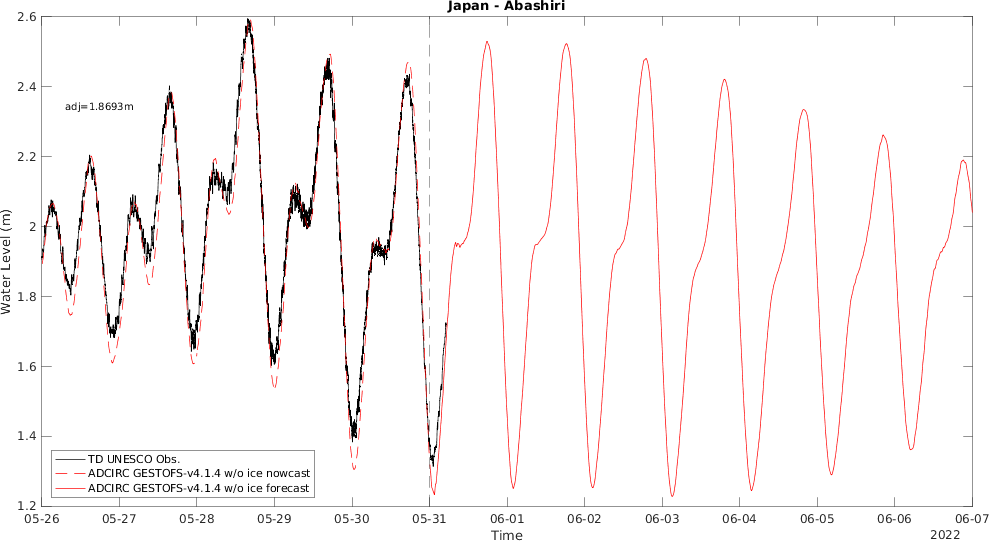 Japan - Abashiri
2.6
2.4
2.2
2
1.8
1.6
1.4
1.2
Water Level (m)
adj=1.8693m
TD UNESCO Obs.
ADCIRC GESTOFS-v4.1.4 w/o ice nowcast
ADCIRC GESTOFS-v4.1.4 w/o ice forecast
05-26 05-27 05-28 05-29 05-30 05-31 06-01 06-02 06-03 06-04 06-05 06-06 06-07
Time
2022